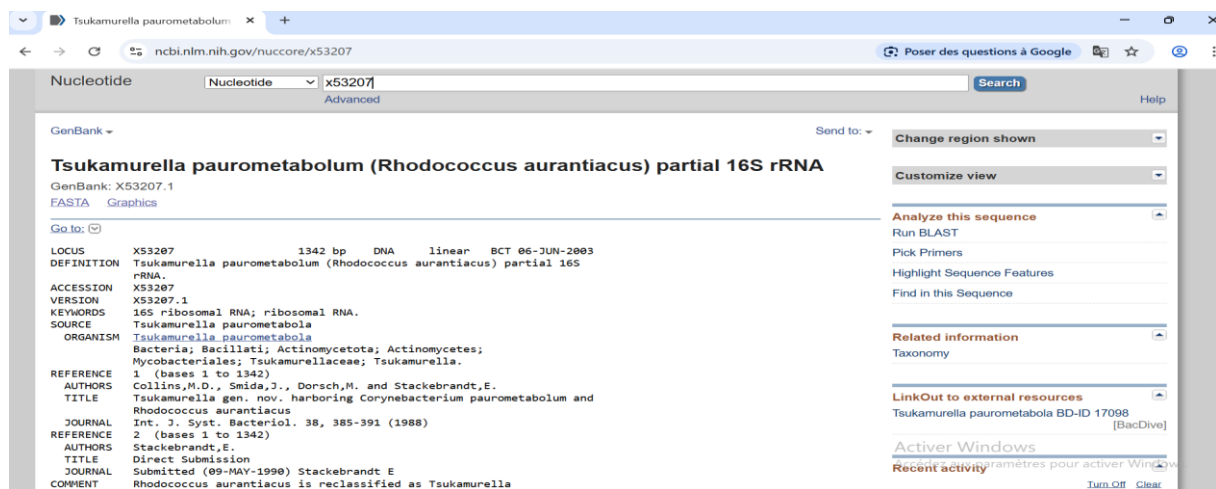 Tsukamurella paurometabolum
ncbi.nlm.nih.gov/nuccore/x53207
Poser des questions à Google
Nucleotide
Nucleotide
x53207
Search
Advanced
Help
GenBank
Send to:
Tsukamurella paurometabolum (Rhodococcus aurantiacus) partial 16S rRNA
GenBank: X53207.1
FASTA Graphics
Go to:
LOCUS X53207 1342 bp DNA linear BCT 06-JUN-2003
DEFINITION Tsukamurella paurometabolum (Rhodococcus aurantiacus) partial 16S
rRNA.
ACCESSION X53207
VERSION X53207.1
KEYWORDS 16S ribosomal RNA; ribosomal RNA.
SOURCE Tsukamurella paurometabola
ORGANISM Tsukamurella paurometabola
Bacteria; Bacillati; Actinomycetota; Actinomycetes;
Mycobacteriales; Tsukamurellaceae; Tsukamurella.
REFERENCE 1 (bases 1 to 1342)
AUTHORS Collins,M.D., Smida,J., Dorsch,M. and Stackebrandt,E.
TITLE Tsukamurella gen. nov. harboring Corynebacterium paurometabolum and
Rhodococcus aurantiacus
JOURNAL Int. J. Syst. Bacteriol. 38, 385-391 (1988)
REFERENCE 2 (bases 1 to 1342)
AUTHORS Stackebrandt,E.
TITLE Direct Submission
JOURNAL Submitted (09-MAY-1990) Stackebrandt E
COMMENT Rhodococcus aurantiacus is reclassified as Tsukamurella
Change region shown
Customize view
Analyze this sequence
Run BLAST
Pick Primers
Highlight Sequence Features
Find in this Sequence
Related information
Taxonomy
LinkOut to external resources
Tsukamurella paurometabola BD-ID 17098
[BacDive]
Activer Windows
Accédez aux paramètres pour activer Window
Recent activity
Turn Off Clear